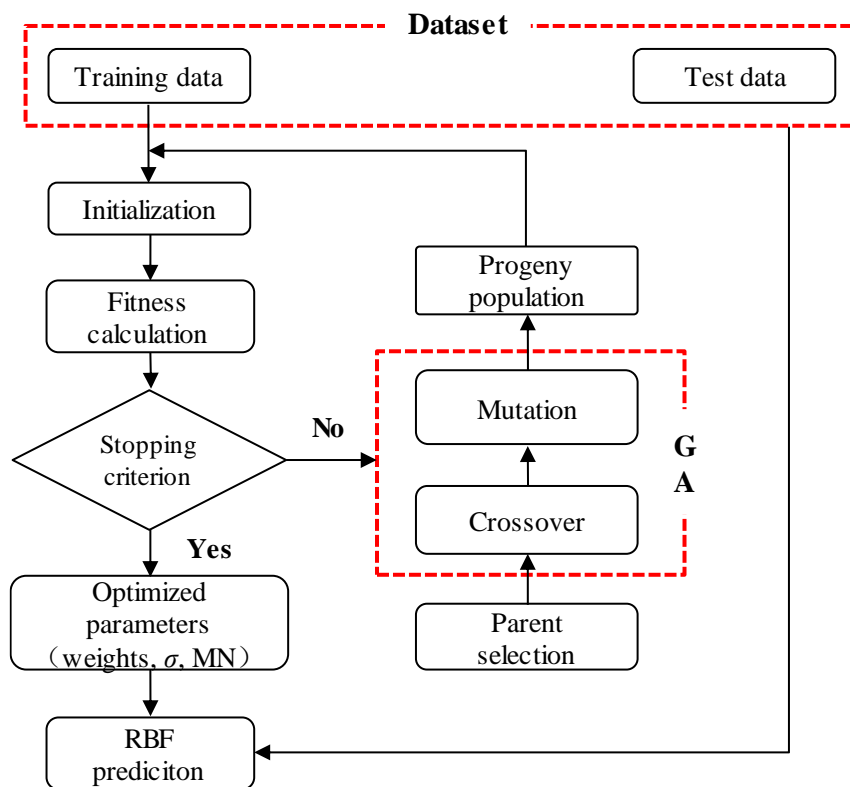 Dataset
Training data
Test data
Initialization
Progeny
population
Fitness
calculation
Mutation
No
Stopping
criterion
G
A
Crossover
Yes
Optimized
parameters
（weights, σ, MN）
Parent
selection
RBF
prediciton